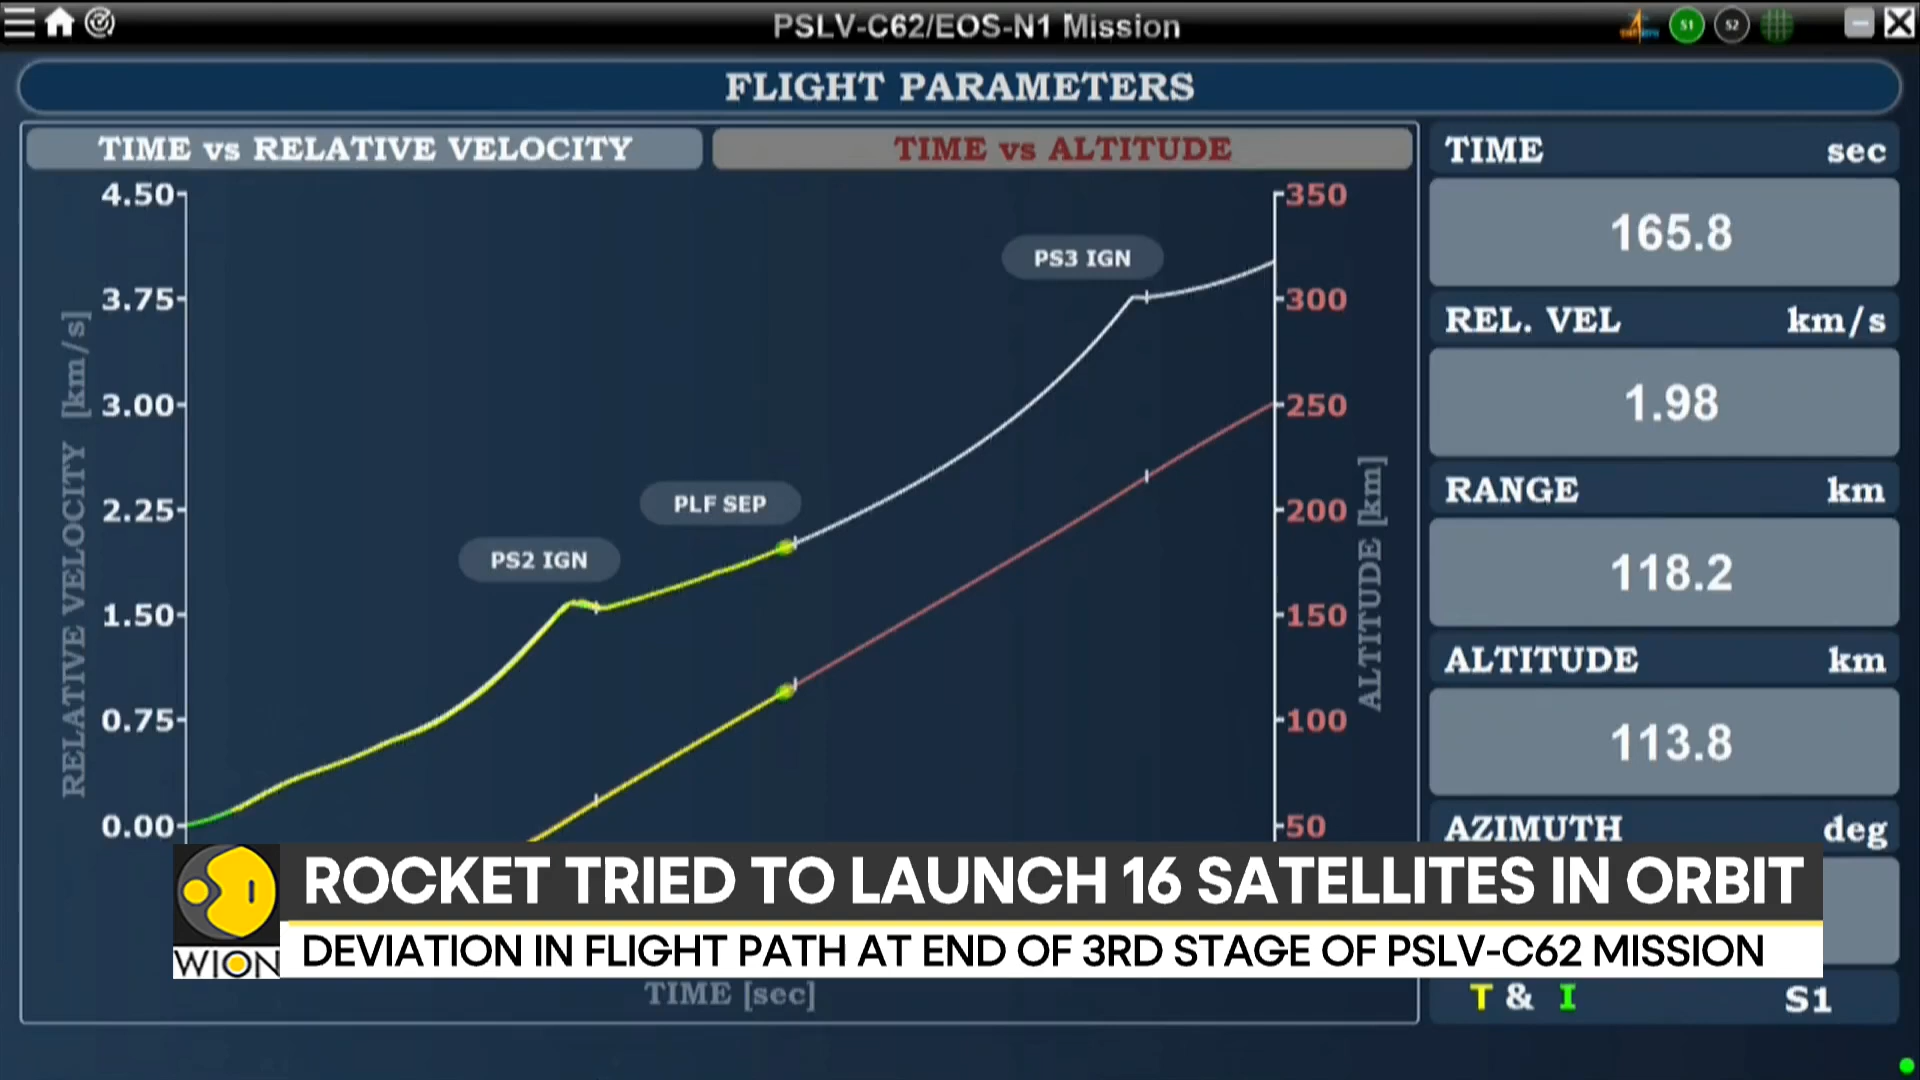 PSLV-C62/EOS-N1 Mission
S1
S2
FLIGHT PARAMETERS
TIME vs RELATIVE VELOCITY
TIME vs ALTITUDE
4.50
3.75
3.00
2.25
1.50
0.75
0.00
RELATIVE VELOCITY [km/s]
PS2 IGN
PLF SEP
PS3 IGN
350
300
250
200
150
100
50
ALTITUDE [km]
TIME sec
165.8
REL. VEL km/s
1.98
RANGE km
118.2
ALTITUDE km
113.8
AZIMUTH deg
ROCKET TRIED TO LAUNCH 16 SATELLITES IN ORBIT
DEVIATION IN FLIGHT PATH AT END OF 3RD STAGE OF PSLV-C62 MISSION
WION
TIME [sec]
T & I S1